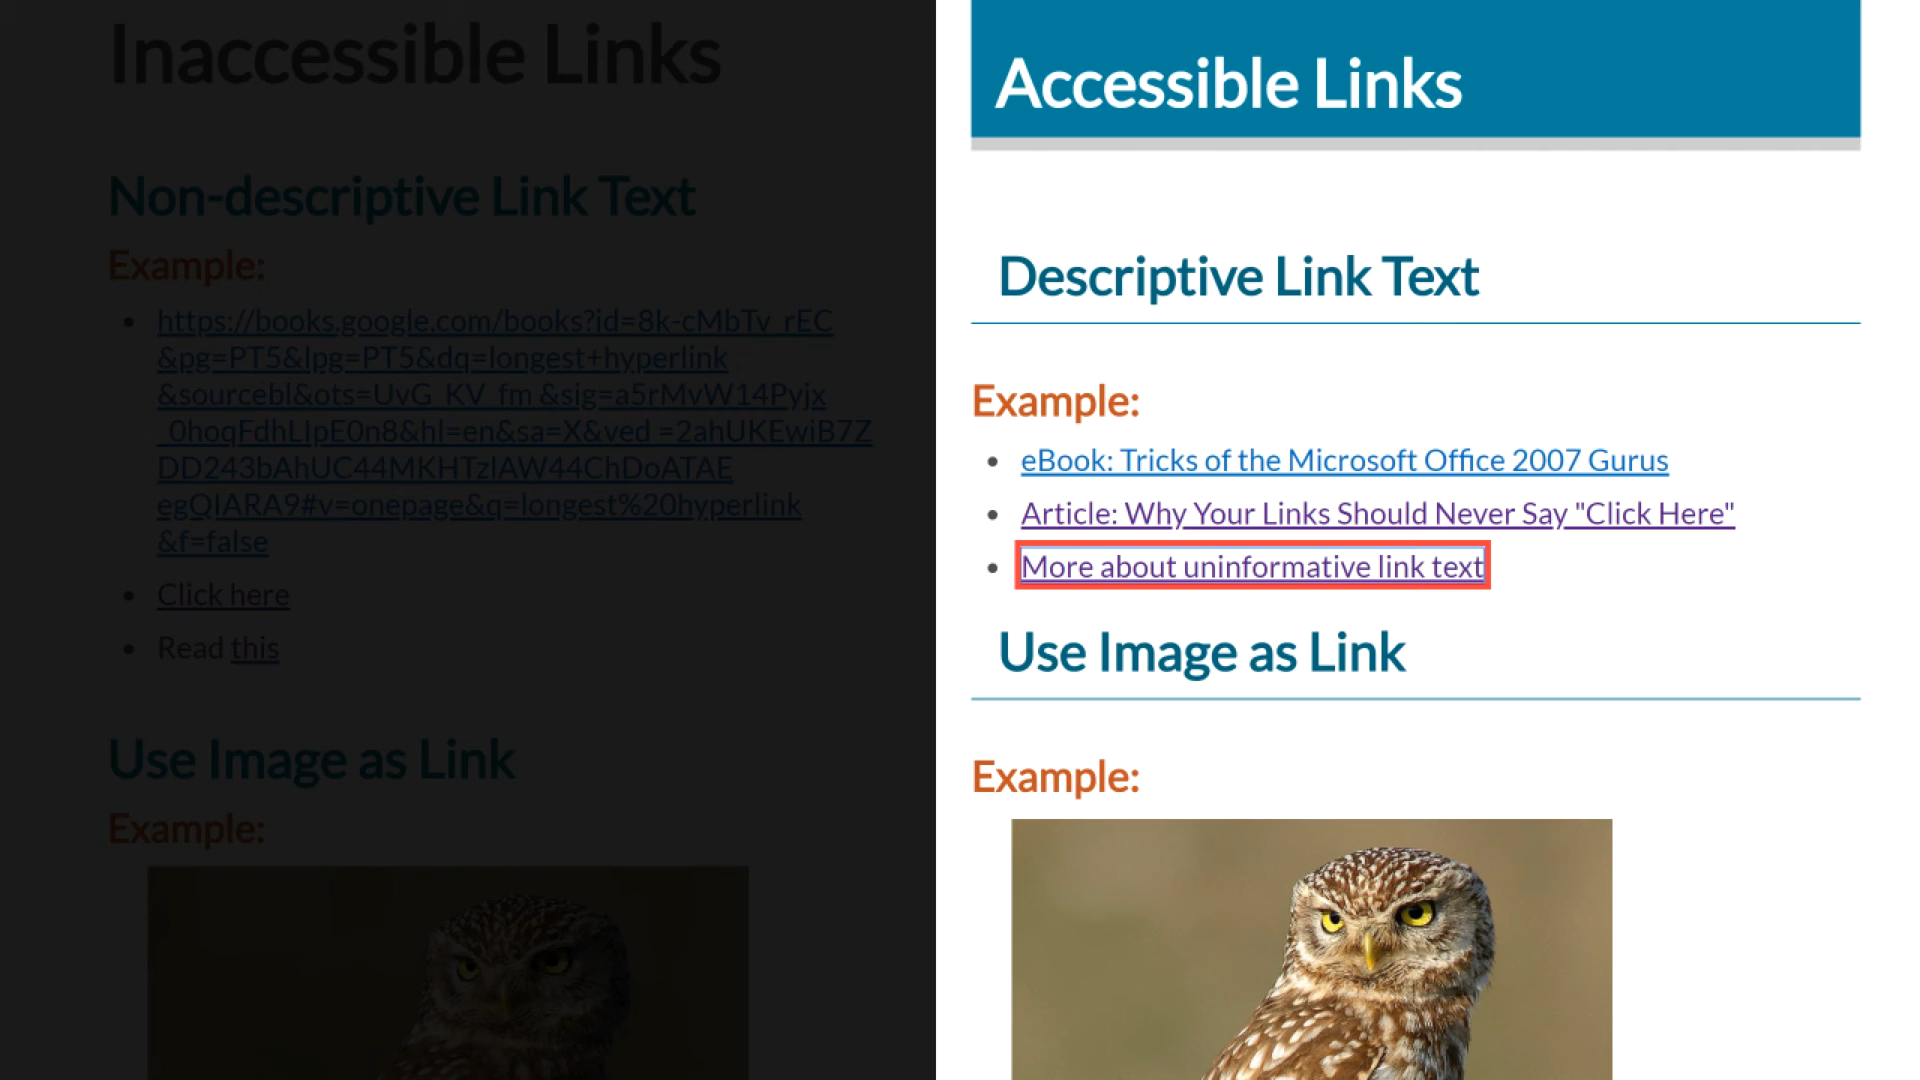 Inaccessible Links
Non-descriptive Link Text
Example:
https://books.google.com/books?id=8k-cMbTv_rEC
&pg=PT5&lpg=PT5&dq=longest+hyperlink
&sourcebl&ots=UvG_KV_fm &sig=a5rMvW14Pyjx
_0hoqFdhLIpE0n8&hl=en&sa=X&ved =2ahUKEwiB7Z
DD243bAhUC44MKHTzlAW44ChDoATAE
egQIARA9#v=onepage&q=longest%20hyperlink
&f=false
Click here
Read this
Use Image as Link
Example:
Accessible Links
Descriptive Link Text
Example:
eBook: Tricks of the Microsoft Office 2007 Gurus
Article: Why Your Links Should Never Say "Click Here"
More about uninformative link text
Use Image as Link
Example: